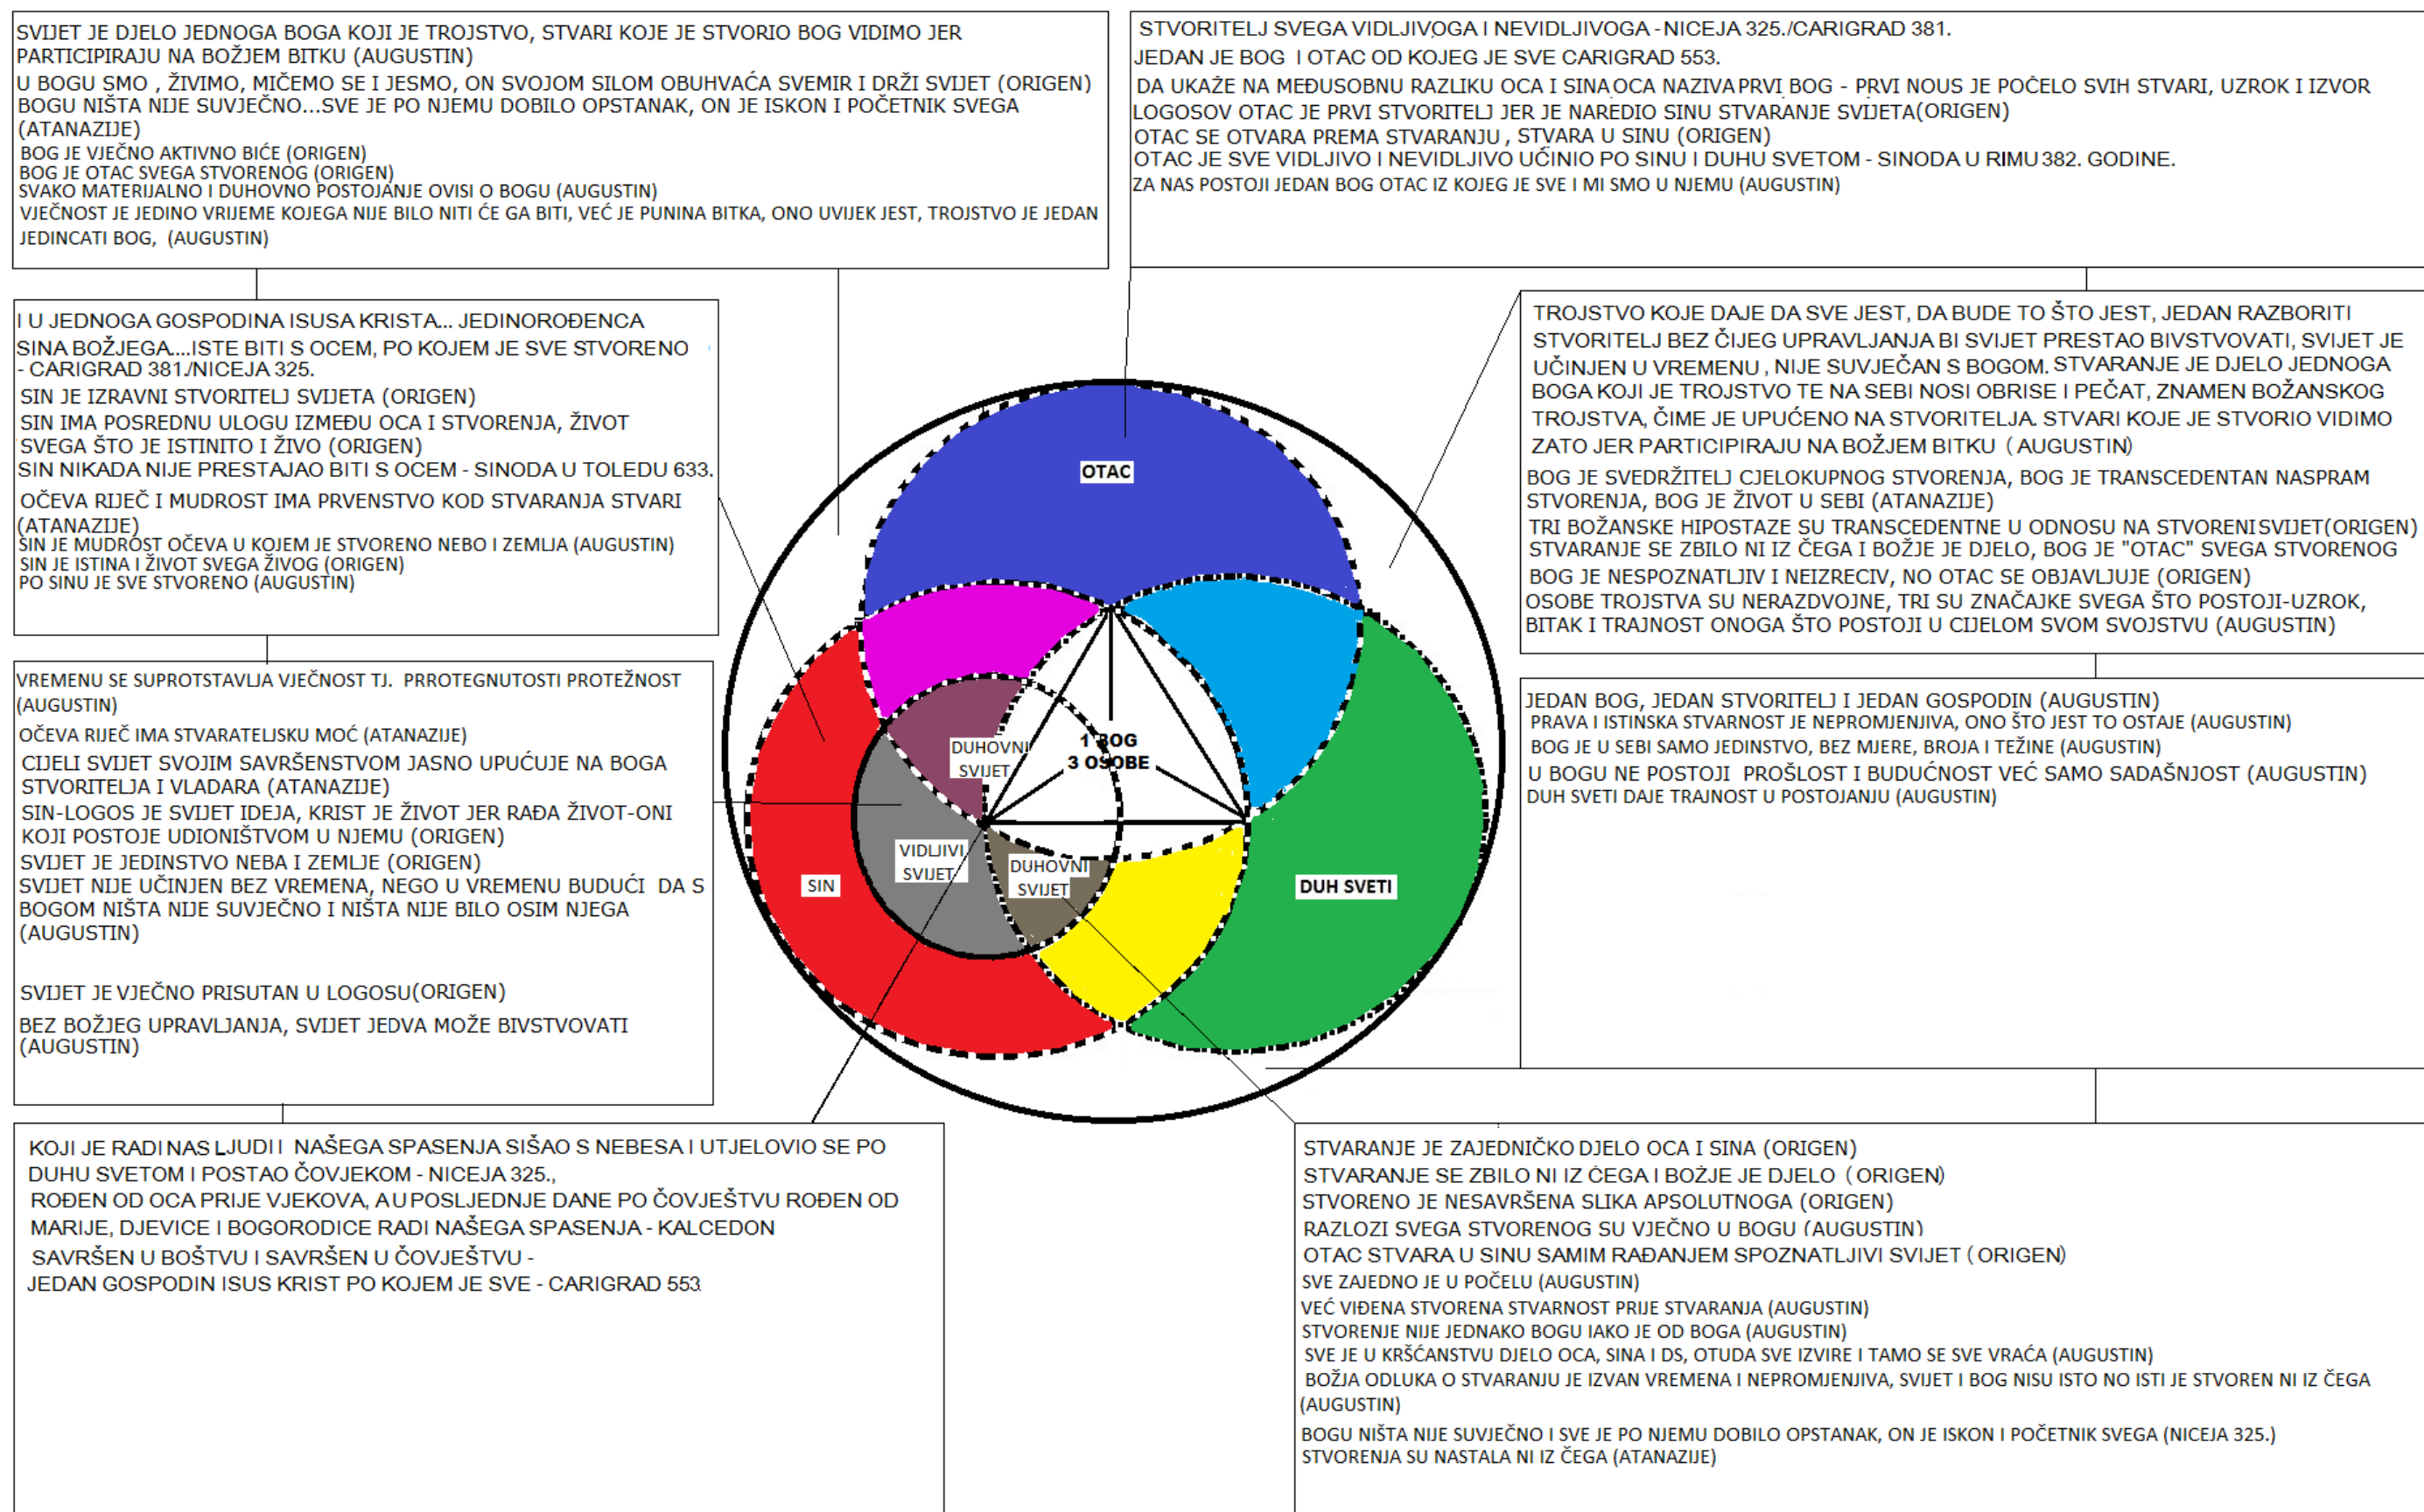 SVIJET JE DJELO JEDNOGA BOGA KOJI JE TROJSTVO, STVARI KOJE JE STVORIO BOG VIDIMO JER
PARTICIPIRAJU NA BOŽJEM BITKU (AUGUSTIN)
U BOGU SMO , ŽIVIMO, MIČEMO SE I JESMO, ON SVOJOM SILOM OBUHVAĆA SVEMIR I DRŽI SVIJET (ORIGEN)
BOGU NIŠTA NIJE SUVJEČNO...SVE JE PO NJEMU DOBILO OPSTANAK, ON JE ISKON I POČETNIK SVEGA
(ATANAZIJE)
BOG JE VJEČNO AKTIVNO BIĆE (ORIGEN)
BOG JE OTAC SVEGA STVORENOG (ORIGEN)
SVAKO MATERIJALNO I DUHOVNO POSTOJANJE OVISI O BOGU (AUGUSTIN)
VJEČNOST JE JEDINO VRIJEME KOJEGA NIJE BILO NITI ĆE GA BITI, VEĆ JE PUNINA BITKA, ONO UVIJEK JEST, TROJSTVO JE JEDAN
JEDINCATI BOG, (AUGUSTIN)
STVORITELJ SVEGA VIDLJIVOGA I NEVIDLJIVOGA - NICEJA 325./CARIGRAD 381.
JEDAN JE BOG I OTAC OD KOJEG JE SVE CARIGRAD 553.
DA UKAŽE NA MEĐUSOBNU RAZLIKU OCA I SINA OCA NAZIVA PRVI BOG - PRVI NOUS JE POČELO SVIH STVARI, UZROK I IZVOR
LOGOSOV OTAC JE PRVI STVORITELJ JER JE NAREDIO SINU STVARANJE SVIJETA(ORIGEN)
OTAC SE OTVARA PREMA STVARANJU , STVARA U SINU (ORIGEN)
OTAC JE SVE VIDLJIVO I NEVIDLJIVO UČINIO PO SINU I DUHU SVETOM - SINODA U RIMU 382. GODINE.
ZA NAS POSTOJI JEDAN BOG OTAC IZ KOJEG JE SVE I MI SMO U NJEMU (AUGUSTIN)
I U JEDNOGA GOSPODINA ISUSA KRISTA... JEDINOROĐENCA
SINA BOŽJEGA....ISTE BITI S OCEM, PO KOJEM JE SVE STVORENO
- CARIGRAD 381./NICEJA 325.
SIN JE IZRAVNI STVORITELJ SVIJETA (ORIGEN)
SIN IMA POSREDNU ULOGU IZMEĐU OCA I STVORENJA, ŽIVOT
SVEGA ŠTO JE ISTINITO I ŽIVO (ORIGEN)
SIN NIKADA NIJE PRESTAJAO BITI S OCEM - SINODA U TOLEDU 633.
OČEVA RIJEČ I MUDROST IMA PRVENSTVO KOD STVARANJA STVARI
(ATANAZIJE)
SIN JE MUDROST OČEVA U KOJEM JE STVORENO NEBO I ZEMLJA (AUGUSTIN)
SIN JE ISTINA I ŽIVOT SVEGA ŽIVOG (ORIGEN)
PO SINU JE SVE STVORENO (AUGUSTIN)
TROJSTVO KOJE DAJE DA SVE JEST, DA BUDE TO ŠTO JEST, JEDAN RAZBORITI
STVORITELJ BEZ ČIJEG UPRAVLJANJA BI SVIJET PRESTAO BIVSTVOVATI, SVIJET JE
UČINJEN U VREMENU , NIJE SUVJEČAN S BOGOM. STVARANJE JE DJELO JEDNOGA
BOGA KOJI JE TROJSTVO TE NA SEBI NOSI OBRISE I PEČAT, ZNAMEN BOŽANSKOG
TROJSTVA, ČIME JE UPUĆENO NA STVORITELJA. STVARI KOJE JE STVORIO VIDIMO
ZATO JER PARTICIPIRAJU NA BOŽJEM BITKU ( AUGUSTIN)
BOG JE SVEDRŽITELJ CJELOKUPNOG STVORENJA, BOG JE TRANSCEDENTAN NASPRAM
STVORENJA, BOG JE ŽIVOT U SEBI (ATANAZIJE)
TRI BOŽANSKE HIPOSTAZE SU TRANSCEDENTNE U ODNOSU NA STVORENI SVIJET(ORIGEN)
STVARANJE SE ZBILO NI IZ ČEGA I BOŽJE JE DJELO, BOG JE "OTAC" SVEGA STVORENOG
BOG JE NESPOZNATLJIV I NEIZRECIV, NO OTAC SE OBJAVLJUJE (ORIGEN)
OSOBE TROJSTVA SU NERAZDVOJNE, TRI SU ZNAČAJKE SVEGA ŠTO POSTOJI-UZROK,
BITAK I TRAJNOST ONOGA ŠTO POSTOJI U CIJELOM SVOM SVOJSTVU (AUGUSTIN)
OTAC
DUHOVNI
SVIJET
1 BOG
3 OSOBE
VIDLJIVI
SVIJET
DUHOVNI
SVIJET
SIN
DUH SVETI
VREMENU SE SUPROTSTAVLJA VJEČNOST TJ. PRROTEGNUTOSTI PROTEŽNOST
(AUGUSTIN)
OČEVA RIJEČ IMA STVARATELJSKU MOĆ (ATANAZIJE)
CIJELI SVIJET SVOJIM SAVRŠENSTVOM JASNO UPUĆUJE NA BOGA
STVORITELJA I VLADARA (ATANAZIJE)
SIN-LOGOS JE SVIJET IDEJA, KRIST JE ŽIVOT JER RAĐA ŽIVOT-ONI
KOJI POSTOJE UDIONIŠTVOM U NJEMU (ORIGEN)
SVIJET JE JEDINSTVO NEBA I ZEMLJE (ORIGEN)
SVIJET NIJE UČINJEN BEZ VREMENA, NEGO U VREMENU BUDUĆI DA S
BOGOM NIŠTA NIJE SUVJEČNO I NIŠTA NIJE BILO OSIM NJEGA
(AUGUSTIN)
SVIJET JE VJEČNO PRISUTAN U LOGOSU(ORIGEN)
BEZ BOŽJEG UPRAVLJANJA, SVIJET JEDVA MOŽE BIVSTVOVATI
(AUGUSTIN)
JEDAN BOG, JEDAN STVORITELJ I JEDAN GOSPODIN (AUGUSTIN)
PRAVA I ISTINSKA STVARNOST JE NEPROMJENJIVA, ONO ŠTO JEST TO OSTAJE (AUGUSTIN)
BOG JE U SEBI SAMO JEDINSTVO, BEZ MJERE, BROJA I TEŽINE (AUGUSTIN)
U BOGU NE POSTOJI PROŠLOST I BUDUĆNOST VEĆ SAMO SADAŠNJOST (AUGUSTIN)
DUH SVETI DAJE TRAJNOST U POSTOJANJU (AUGUSTIN)
KOJI JE RADI NAS LJUDI I NAŠEGA SPASENJA SIŠAO S NEBESA I UTJELOVIO SE PO
DUHU SVETOM I POSTAO ČOVJEKOM - NICEJA 325.,
ROĐEN OD OCA PRIJE VJEKOVA, A U POSLJEDNJE DANE PO ČOVJEŠTVU ROĐEN OD
MARIJE, DJEVICE I BOGORODICE RADI NAŠEGA SPASENJA - KALCEDON
SAVRŠEN U BOŠTVU I SAVRŠEN U ČOVJEŠTVU -
JEDAN GOSPODIN ISUS KRIST PO KOJEM JE SVE - CARIGRAD 553.
STVARANJE JE ZAJEDNIČKO DJELO OCA I SINA (ORIGEN)
STVARANJE SE ZBILO NI IZ ČEGA I BOŽJE JE DJELO ( ORIGEN)
STVORENO JE NESAVRŠENA SLIKA APSOLUTNOGA (ORIGEN)
RAZLOZI SVEGA STVORENOG SU VJEČNO U BOGU (AUGUSTIN)
OTAC STVARA U SINU SAMIM RAĐANJEM SPOZNATLJIVI SVIJET ( ORIGEN)
SVE ZAJEDNO JE U POČELU (AUGUSTIN)
VEĆ VIĐENA STVORENA STVARNOST PRIJE STVARANJA (AUGUSTIN)
STVORENJE NIJE JEDNAKO BOGU IAKO JE OD BOGA (AUGUSTIN)
SVE JE U KRŠĆANSTVU DJELO OCA, SINA I DS, OTUDA SVE IZVIRE I TAMO SE SVE VRAĆA (AUGUSTIN)
BOŽJA ODLUKA O STVARANJU JE IZVAN VREMENA I NEPROMJENJIVA, SVIJET I BOG NISU ISTO NO ISTI JE STVOREN NI IZ ČEGA
(AUGUSTIN)
BOGU NIŠTA NIJE SUVJEČNO I SVE JE PO NJEMU DOBILO OPSTANAK, ON JE ISKON I POČETNIK SVEGA (NICEJA 325.)
STVORENJA SU NASTALA NI IZ ČEGA (ATANAZIJE)